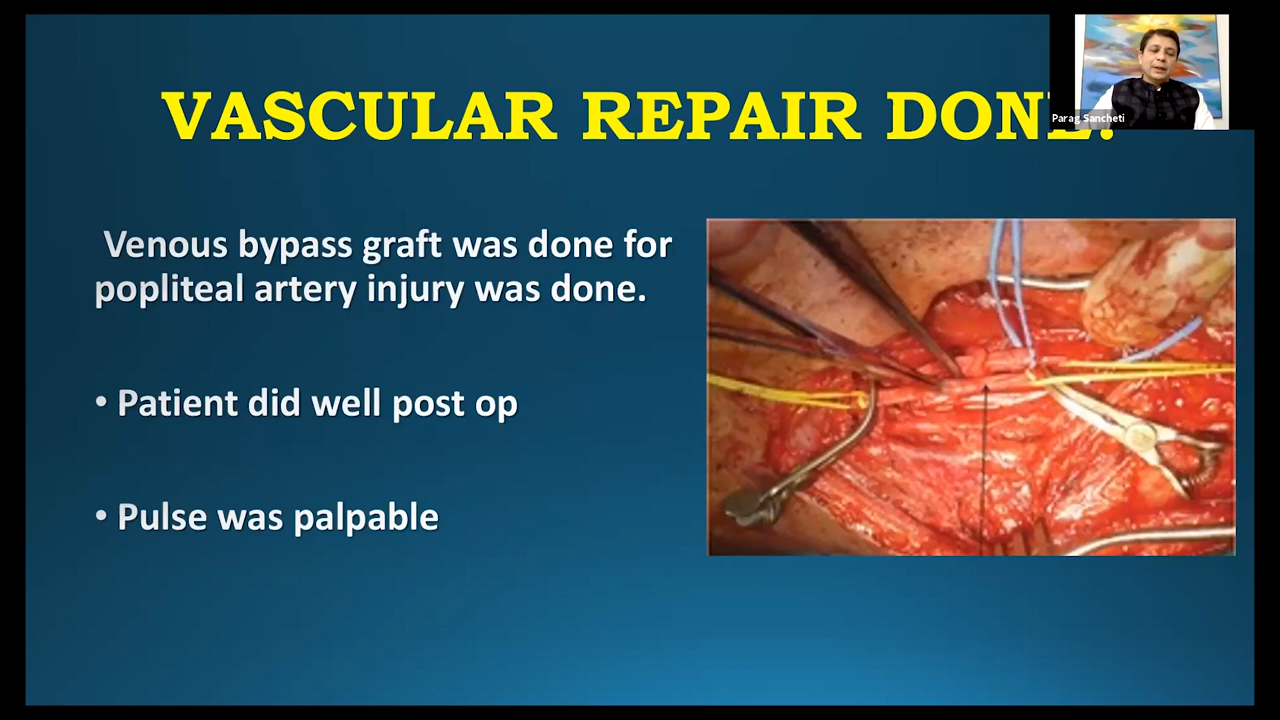 VASCULAR REPAIR DONE.
Parag Sancheti
Venous bypass graft was done for
popliteal artery injury was done.
• Patient did well post op
• Pulse was palpable